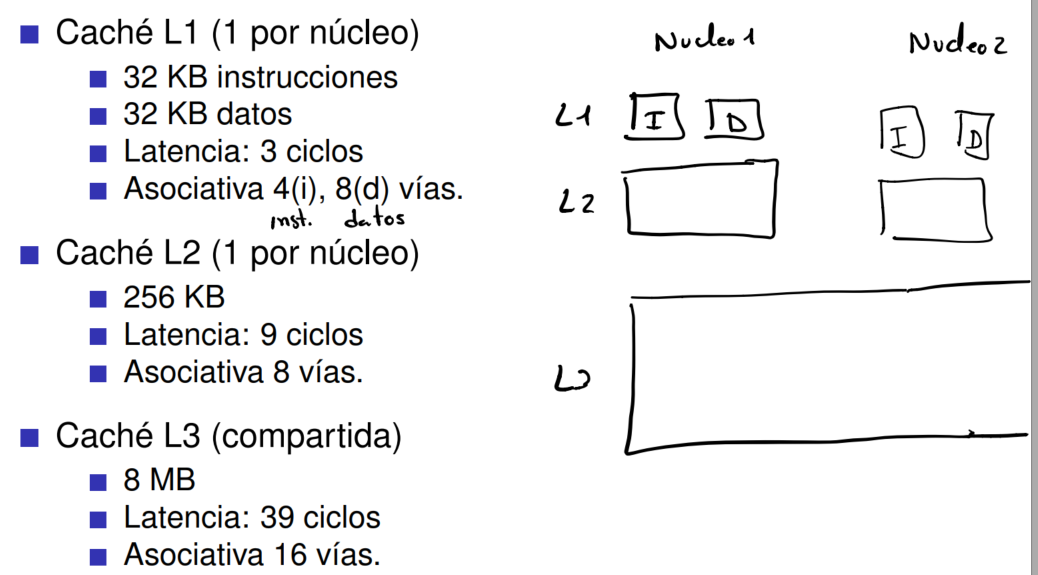 Caché L1 (1 por núcleo)
32 KB instrucciones
32 KB datos
Latencia: 3 ciclos
Asociativa 4(i), 8(d) vías.
inst. datos
Caché L2 (1 por núcleo)
256 KB
Latencia: 9 ciclos
Asociativa 8 vías.
Caché L3 (compartida)
8 MB
Latencia: 39 ciclos
Asociativa 16 vías.
Nucleo 1 Nucleo 2
L1 I D I D
L2
L3